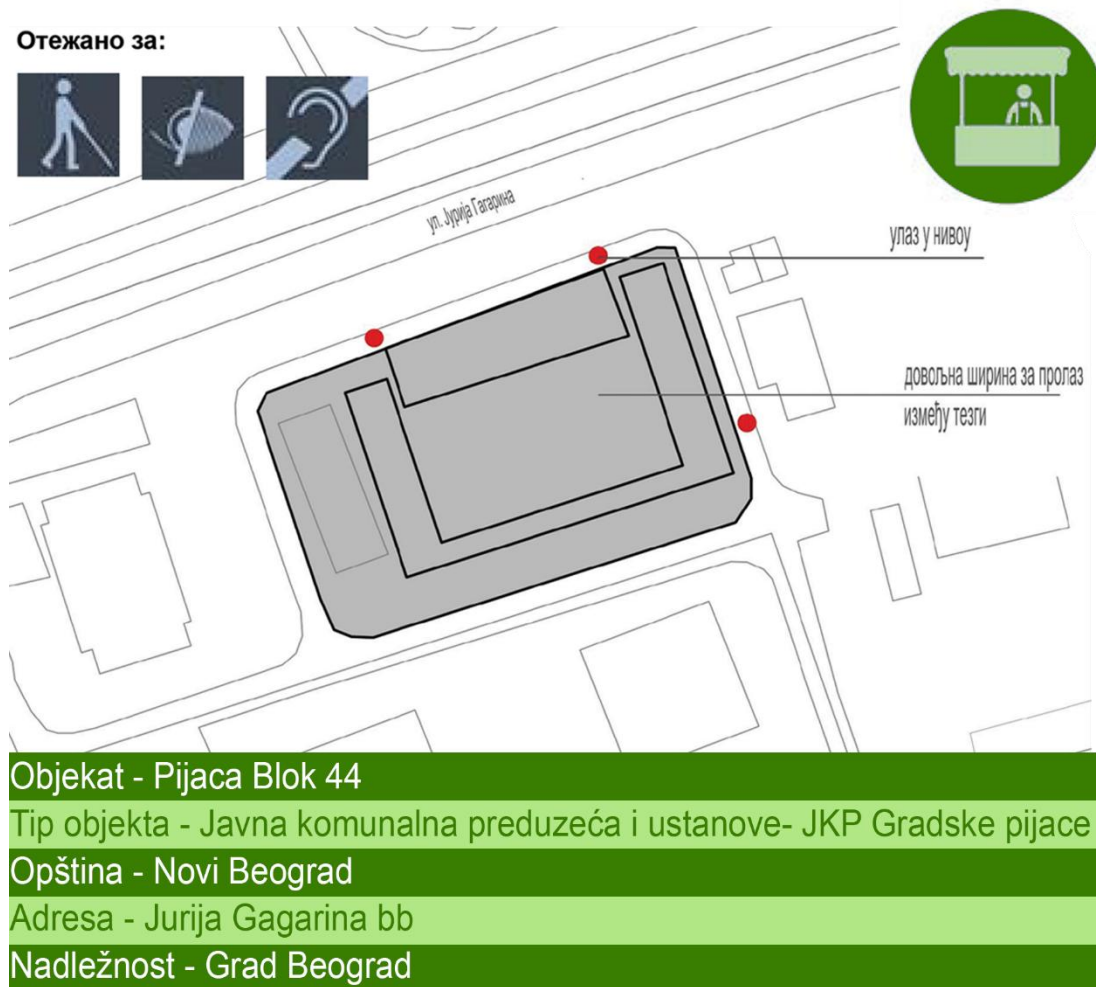 Отежано за:
ул. Јурија Гагарина
улаз у нивоу
довољна ширина за пролаз
између тезги
Objekat - Pijaca Blok 44
Tip objekta - Javna komunalna preduzeća i ustanove- JKP Gradske pijace
Opština - Novi Beograd
Adresa - Jurija Gagarina bb
Nadležnost - Grad Beograd